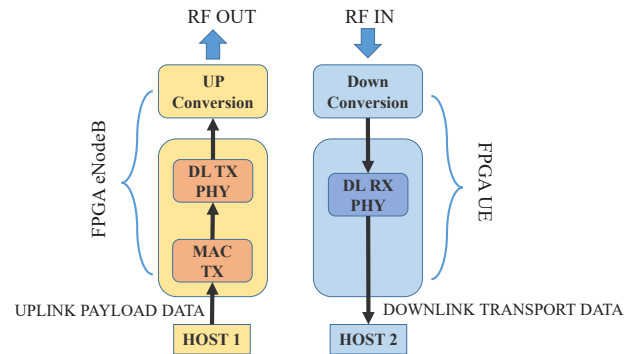 RF OUT
RF IN
UP
Conversion
Down
Conversion
FPGA eNodeB
DL TX
PHY
DL RX
PHY
FPGA UE
MAC
TX
UPLINK PAYLOAD DATA
DOWNLINK TRANSPORT DATA
HOST 1
HOST 2